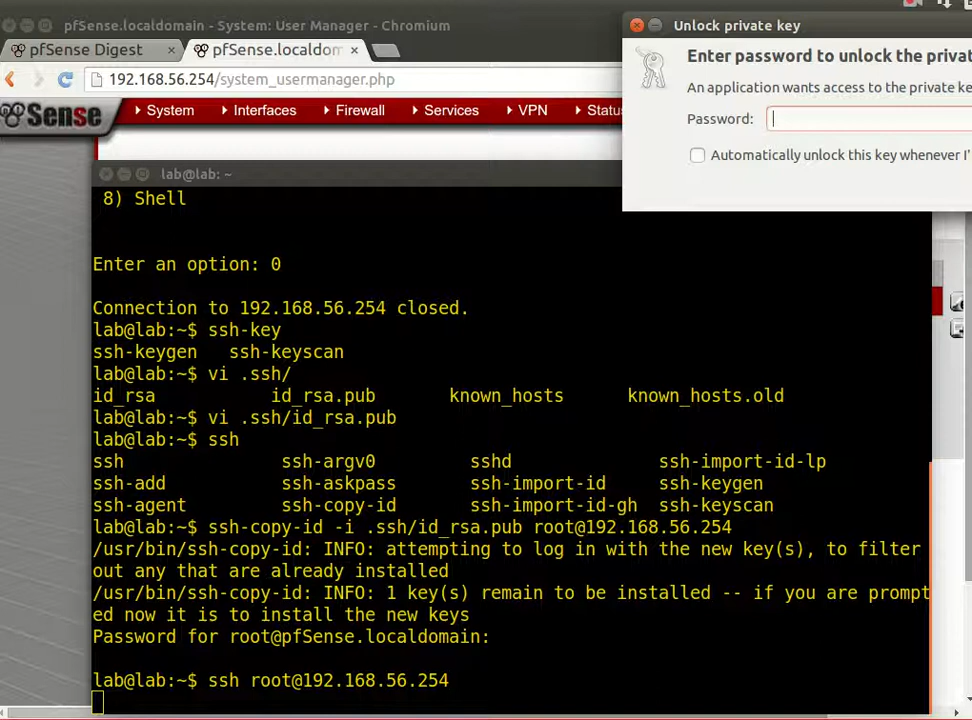 pfSense.localdomain - System: User Manager - Chromium
Unlock private key
pfSense Digest × pfSense.localdo ×
Enter password to unlock the privat
192.168.56.254/system_usermanager.php
An application wants access to the private ke
Sense System Interfaces Firewall Services VPN Statu
Password:
Automatically unlock this key whenever I'
lab@lab: ~
8) Shell
Enter an option: 0
Connection to 192.168.56.254 closed.
lab@lab:~$ ssh-key
ssh-keygen ssh-keyscan
lab@lab:~$ vi .ssh/
id_rsa id_rsa.pub known_hosts known_hosts.old
lab@lab:~$ vi .ssh/id_rsa.pub
lab@lab:~$ ssh
ssh ssh-argv0 sshd ssh-import-id-lp
ssh-add ssh-askpass ssh-import-id ssh-keygen
ssh-agent ssh-copy-id ssh-import-id-gh ssh-keyscan
lab@lab:~$ ssh-copy-id -i .ssh/id_rsa.pub root@192.168.56.254
/usr/bin/ssh-copy-id: INFO: attempting to log in with the new key(s), to filter
out any that are already installed
/usr/bin/ssh-copy-id: INFO: 1 key(s) remain to be installed -- if you are prompt
ed now it is to install the new keys
Password for root@pfSense.localdomain:
lab@lab:~$ ssh root@192.168.56.254